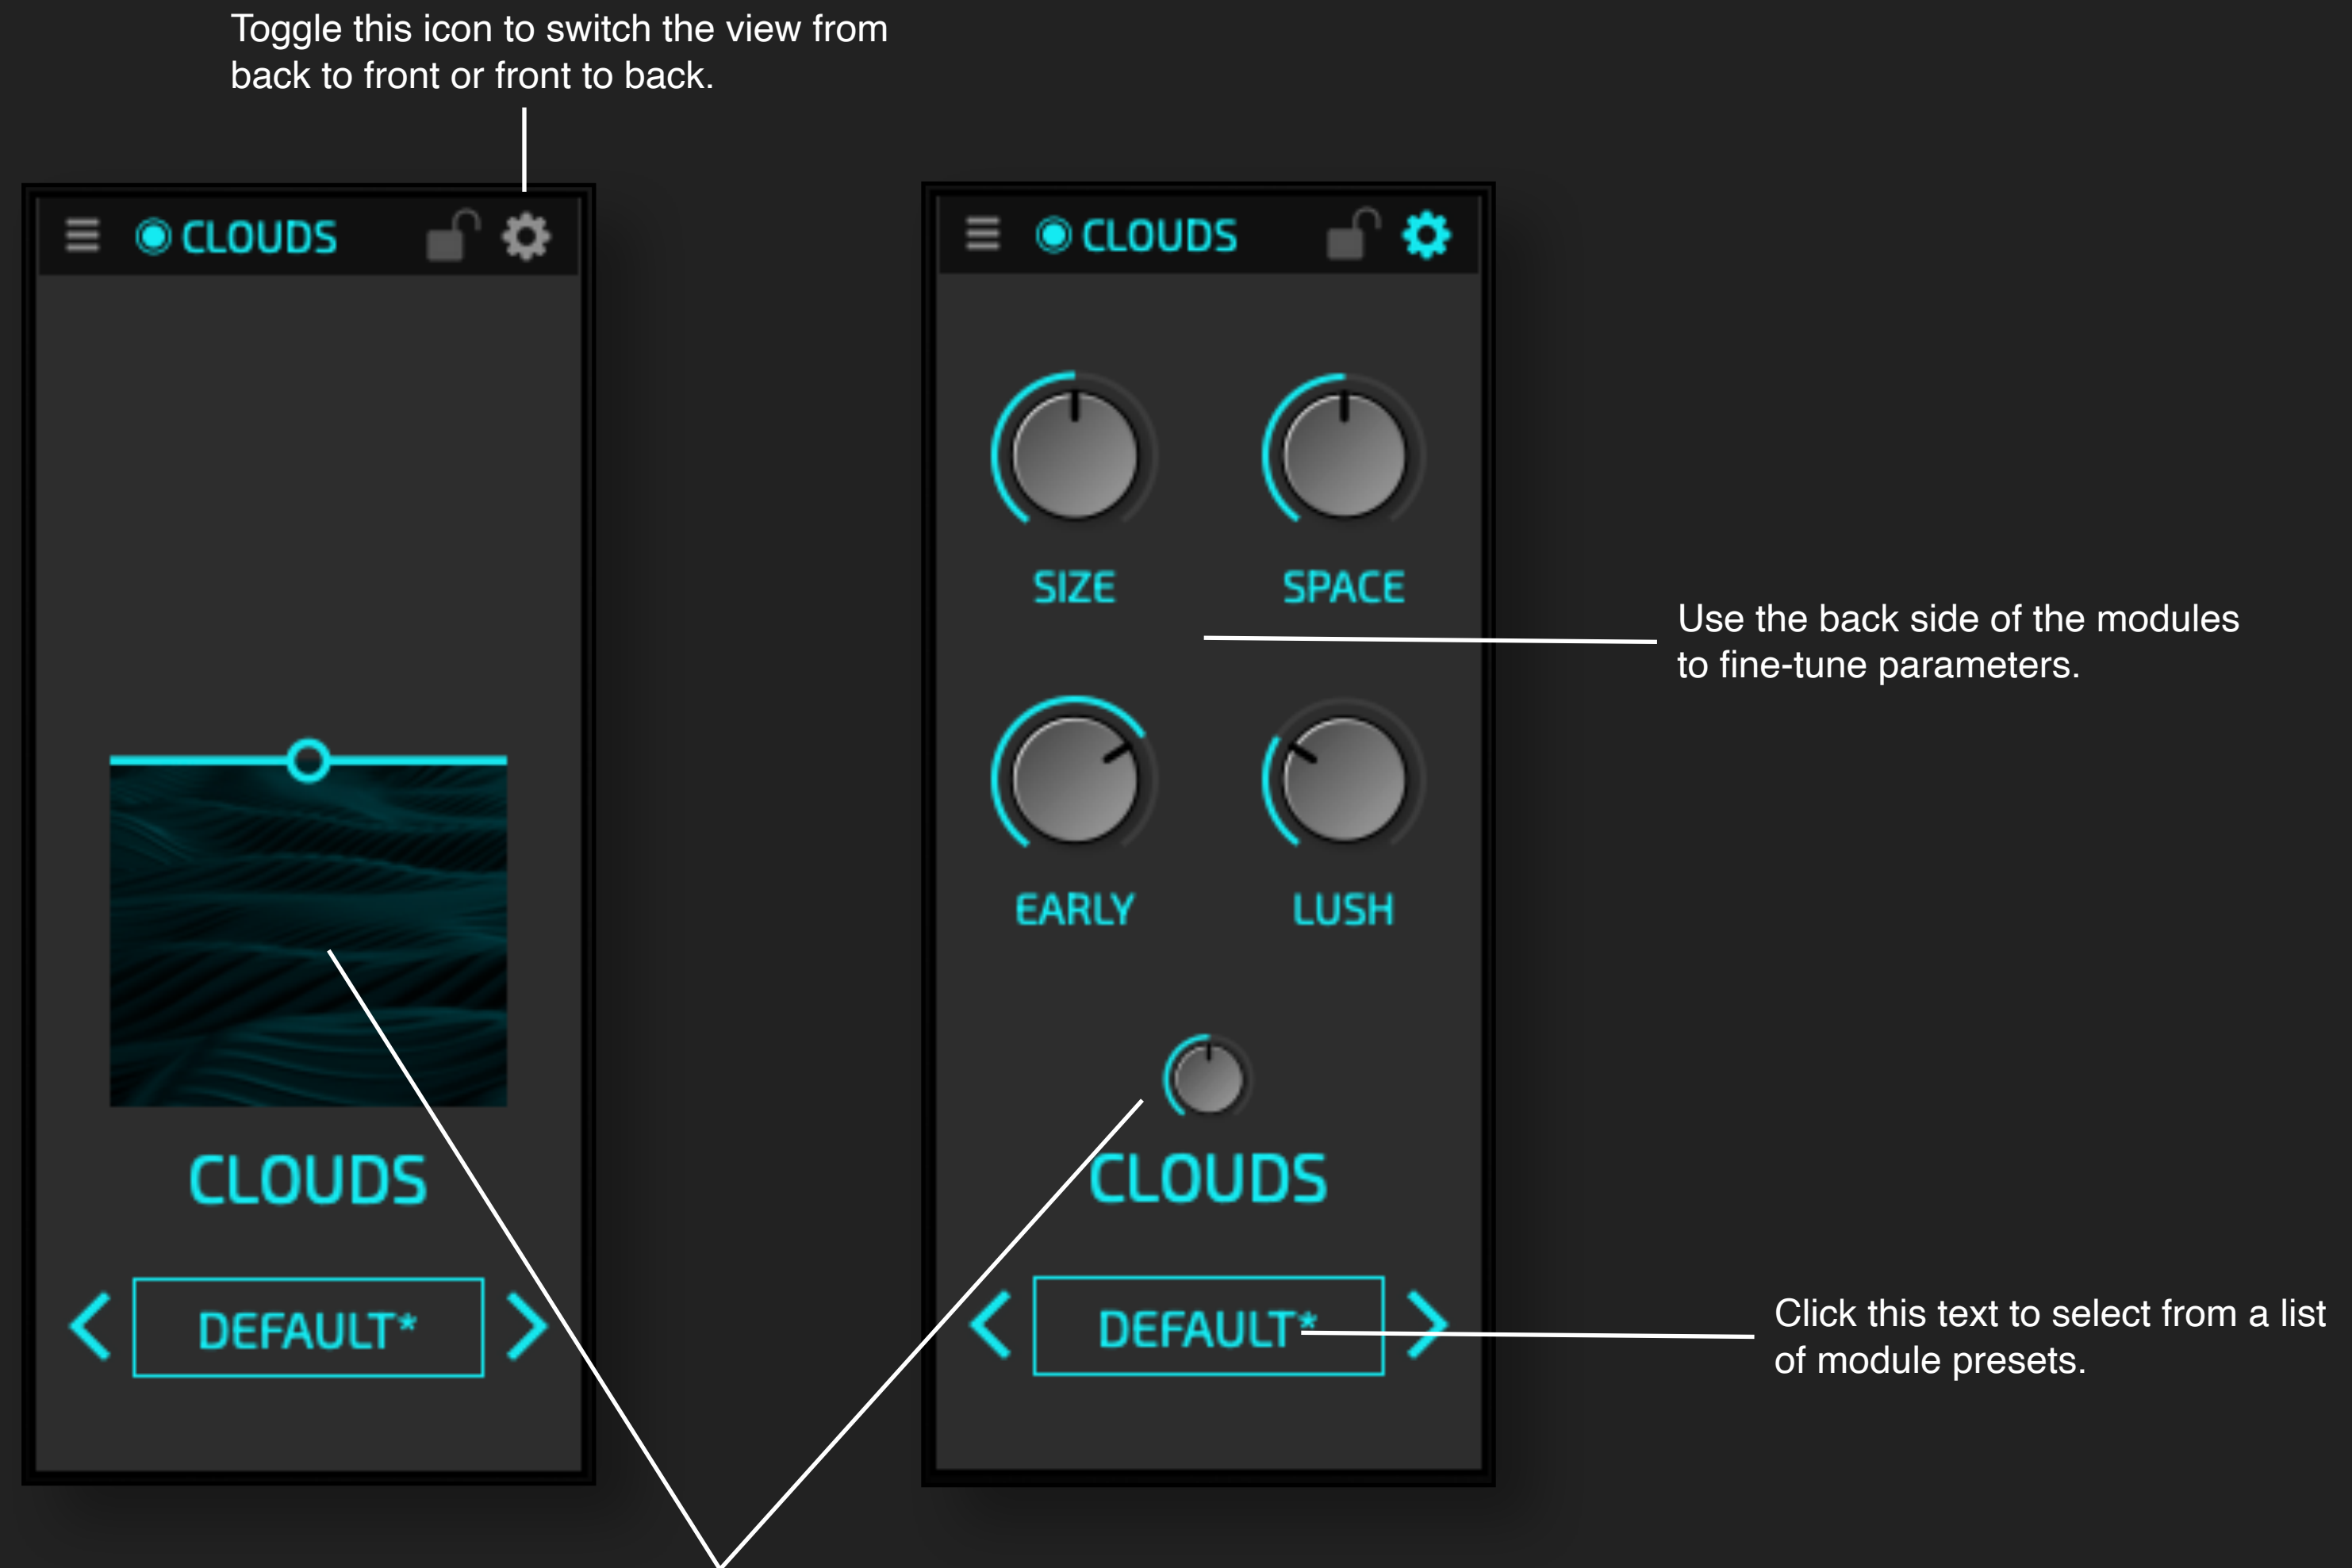 Toggle this icon to switch the view from
back to front or front to back.
CLOUDS
CLOUDS
SIZE
SPACE
Use the back side of the modules
to fine-tune parameters.
EARLY
LUSH
CLOUDS
CLOUDS
DEFAULT*
DEFAULT*
Click this text to select from a list
of module presets.